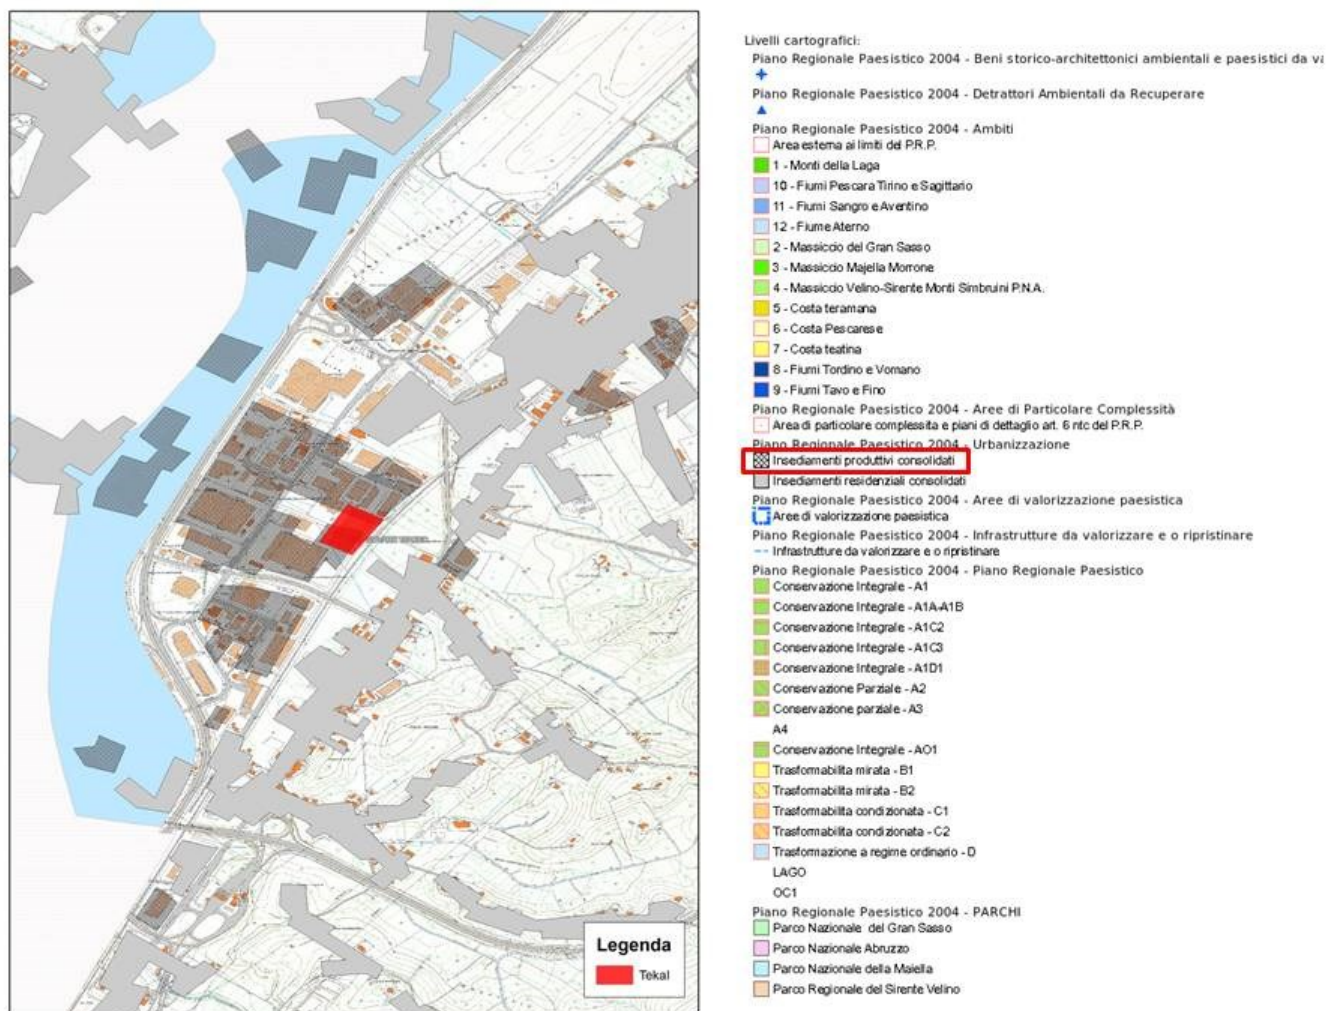 Livelli cartografici:
Piano Regionale Paesistico 2004 - Beni storico-architettonici ambientali e paesistici da va
Piano Regionale Paesistico 2004 - Detrattori Ambientali da Recuperare
Piano Regionale Paesistico 2004 - Ambiti
Area esterna ai limiti del P.R.P.
1 - Monti della Laga
10 - Fiumi Pescara Tirino e Sagittario
11 - Fiumi Sangro e Aventino
12 - Fiume Aterno
2 - Massiccio del Gran Sasso
3 - Massiccio Majella Morrone
4 - Massiccio Velino-Sirente Monti Simbruini P.N.A.
5 - Costa teramana
6 - Costa Pescarese
7 - Costa teatina
8 - Fiumi Tordino e Vomano
9 - Fiumi Tavo e Fino
Piano Regionale Paesistico 2004 - Aree di Particolare Complessità
Area di particolare complessita e piani di dettaglio art. 6 ntc del P.R.P.
Piano Regionale Paesistico 2004 - Urbanizzazione
Insediamenti produttivi consolidati
Insediamenti residenziali consolidati
Piano Regionale Paesistico 2004 - Aree di valorizzazione paesistica
Aree di valorizzazione paesistica
Piano Regionale Paesistico 2004 - Infrastrutture da valorizzare e o ripristinare
Infrastrutture da valorizzare e o ripristinare
Piano Regionale Paesistico 2004 - Piano Regionale Paesistico
Conservazione Integrale - A1
Conservazione Integrale - A1A-A1B
Conservazione Integrale - A1C2
Conservazione Integrale - A1C3
Conservazione Integrale - A1D1
Conservazione Parziale - A2
Conservazione parziale - A3
A4
Conservazione Integrale - AO1
Trasformabilita mirata - B1
Trasformabilita mirata - B2
Trasformabilita condizionata - C1
Trasformabilita condizionata - C2
Trasformazione a regime ordinario - D
LAGO
OC1
Piano Regionale Paesistico 2004 - PARCHI
Parco Nazionale del Gran Sasso
Parco Nazionale Abruzzo
Parco Nazionale della Maiella
Parco Regionale del Sirente Velino
Legenda
Tekal